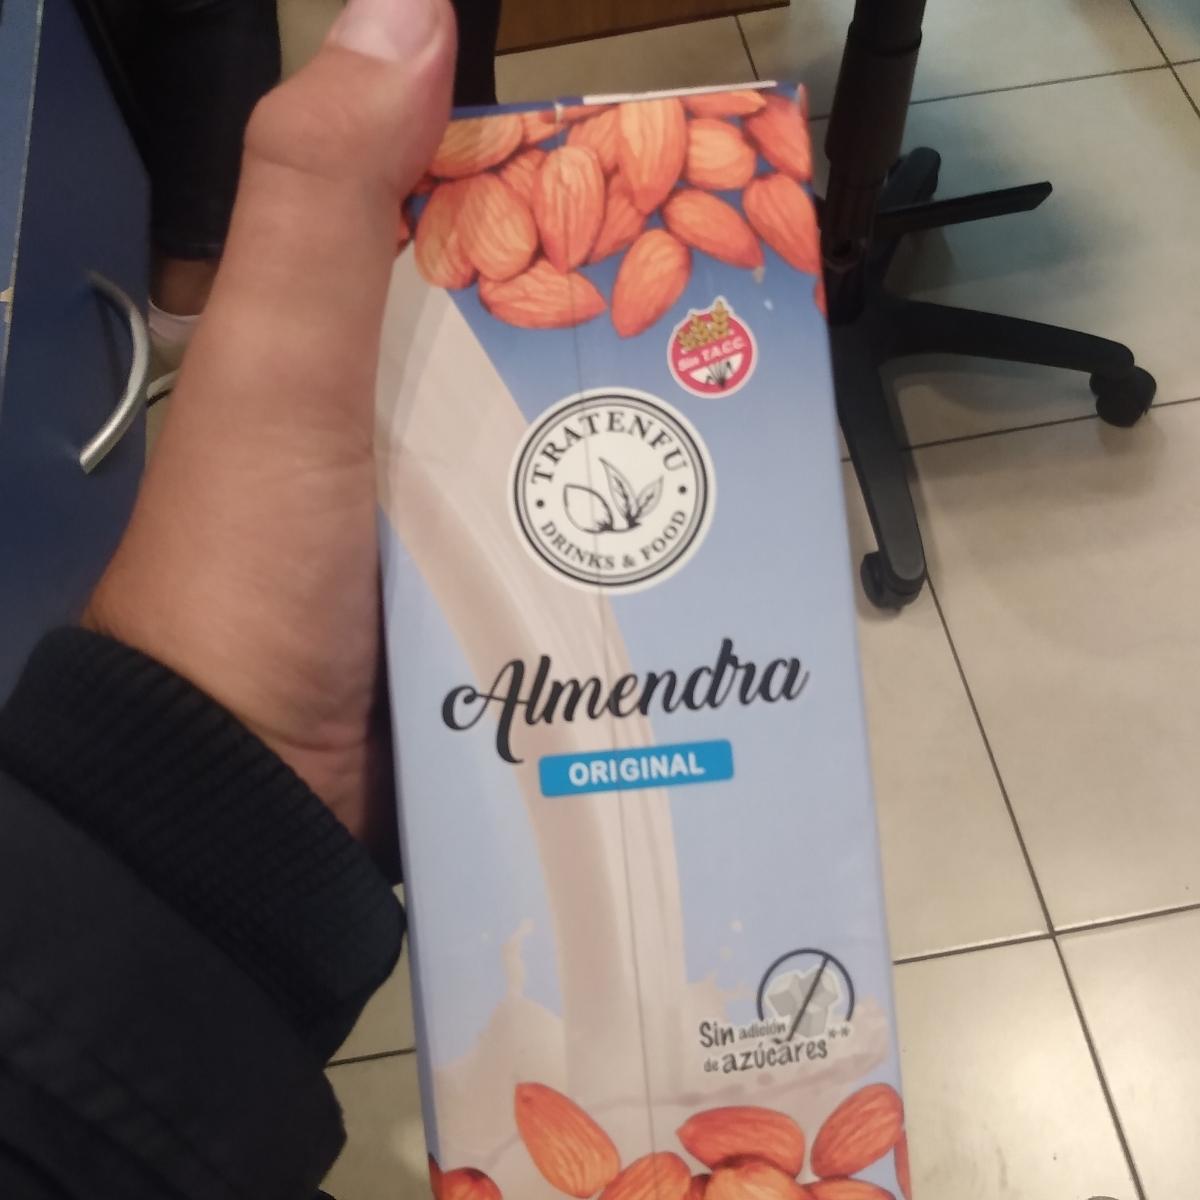 Sin T.A.C.C.
TRATENFU
DRINKS & FOOD
Almendra
ORIGINAL
Sin adición
de azúcares**